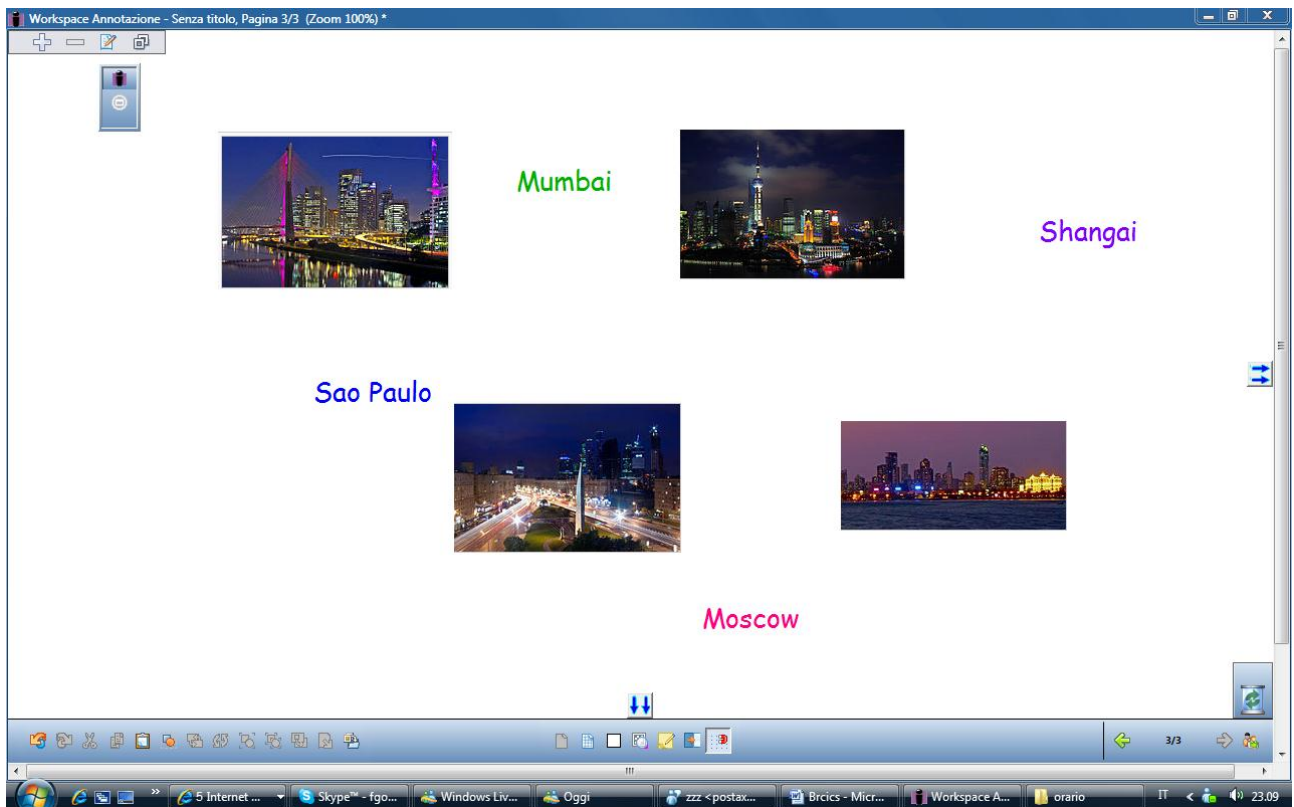 Workspace Annotazione - Senza titolo, Pagina 3/3 (Zoom 100%) *
Mumbai
Shangai
Sao Paulo
Moscow
3/3
5 Internet ...
Skype™ - fgo...
Windows Liv...
Oggi
zzz <postax...
Brcics - Micr...
Workspace A...
orario
IT
23.09